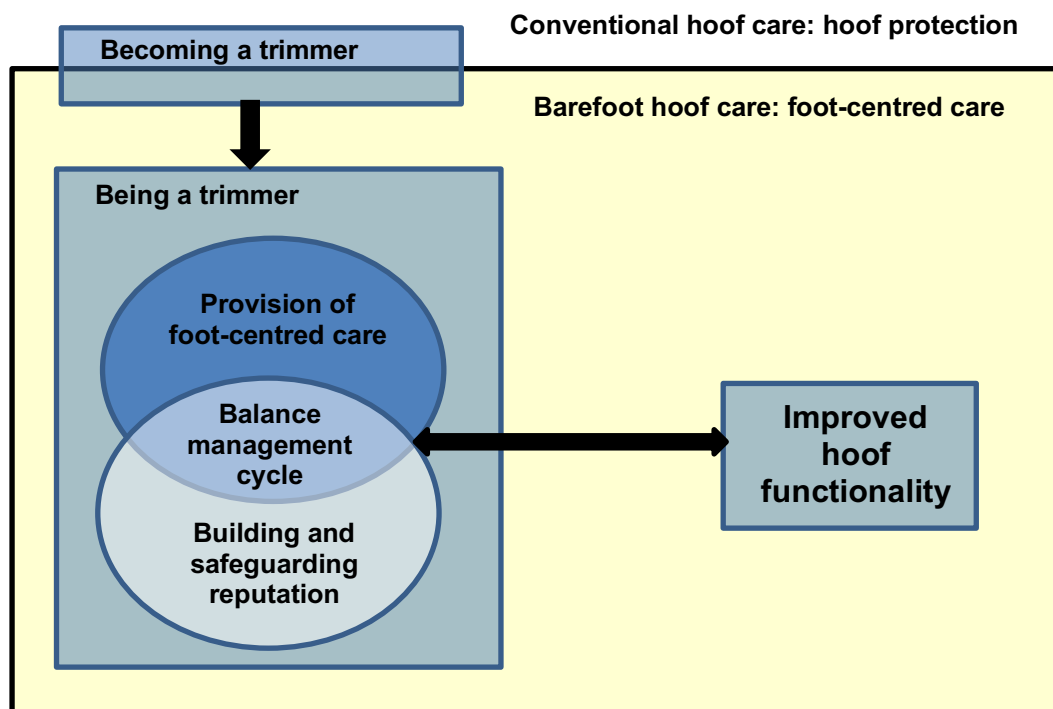 Conventional hoof care: hoof protection
Becoming a trimmer
Barefoot hoof care: foot-centred care
Being a trimmer
Provision of
foot-centred care
Balance
management
cycle
Building and
safeguarding
reputation
Improved
hoof
functionality